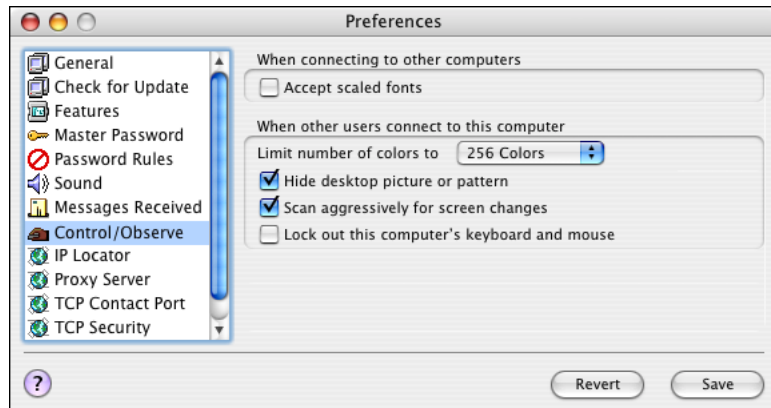 Preferences
General
Check for Update
Features
Master Password
Password Rules
Sound
Messages Received
Control/Observe
IP Locator
Proxy Server
TCP Contact Port
TCP Security
When connecting to other computers
Accept scaled fonts
When other users connect to this computer
Limit number of colors to 256 Colors
Hide desktop picture or pattern
Scan aggressively for screen changes
Lock out this computer's keyboard and mouse
? Revert Save